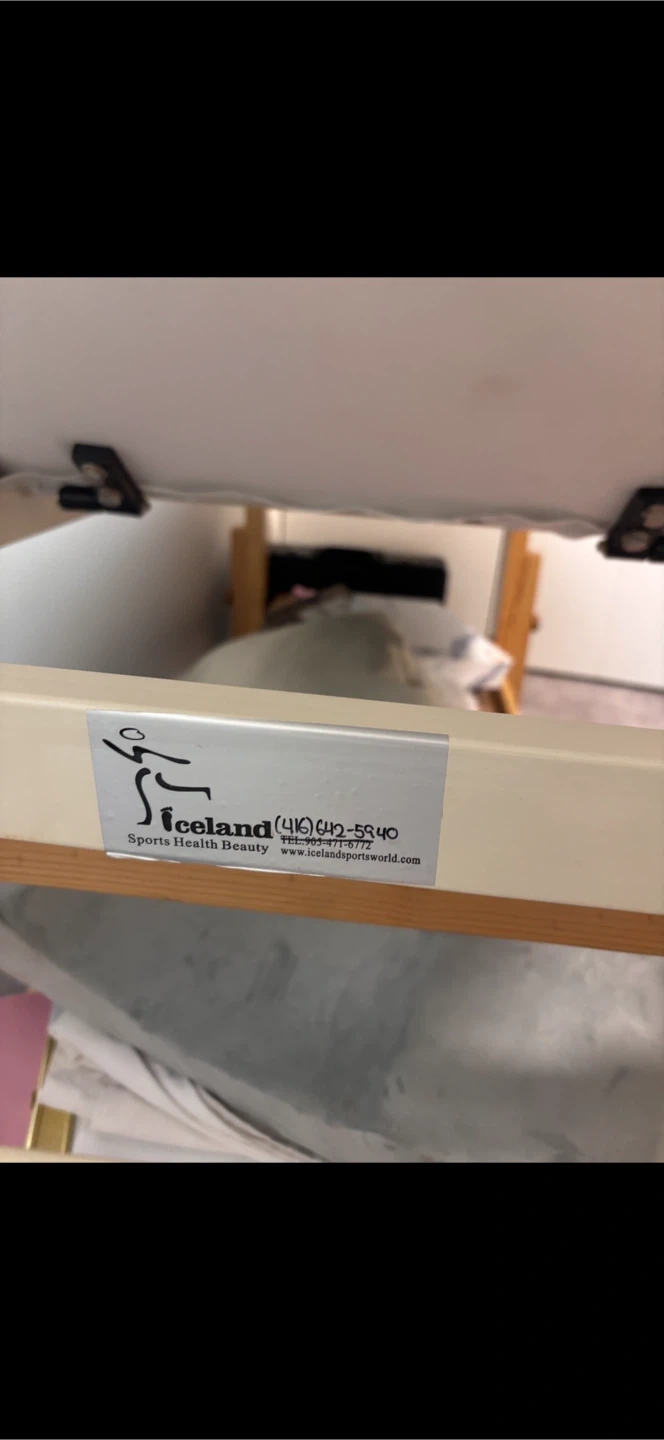 iceland (416)642-5940
Sports Health Beauty TEL:905-471-6772
www.icelandsportsworld.com